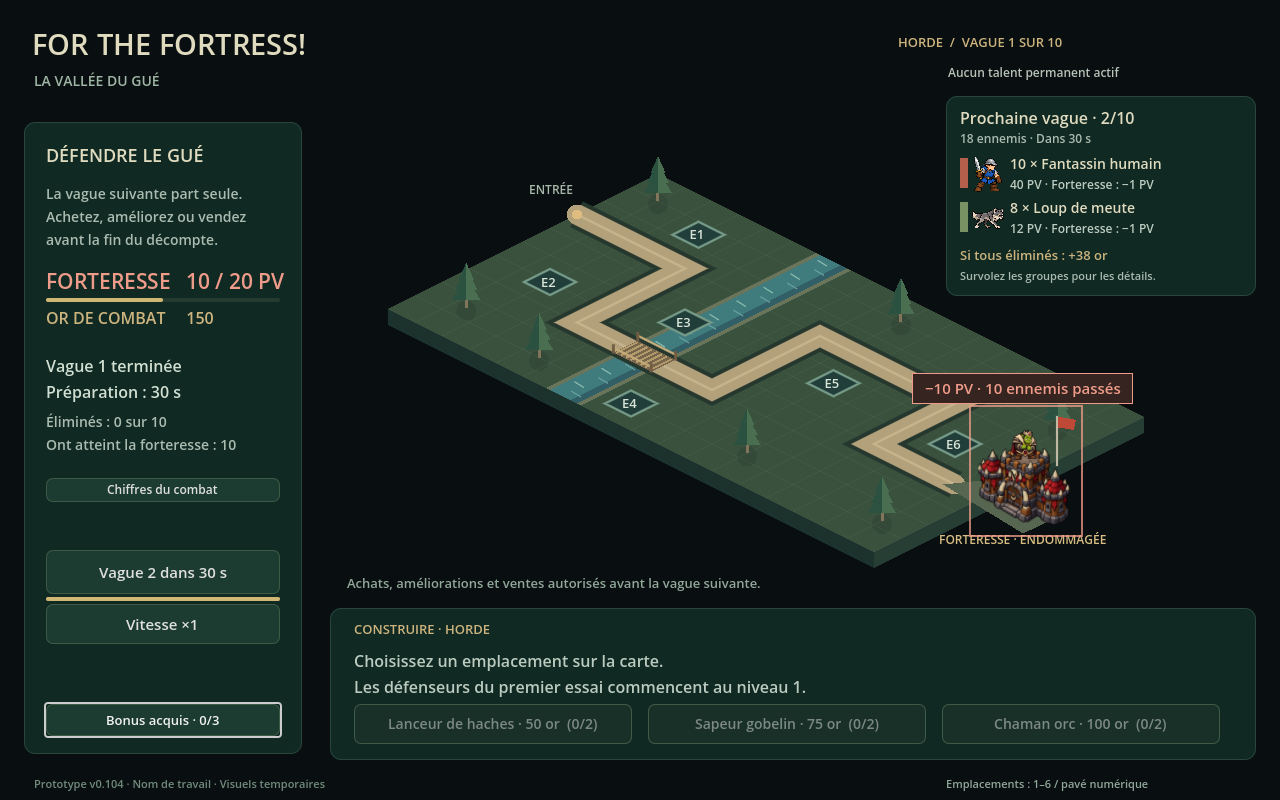 FOR THE FORTRESS!
LA VALLÉE DU GUÉ
HORDE / VAGUE 1 SUR 10
Aucun talent permanent actif
Prochaine vague · 2/10
18 ennemis · Dans 30 s
10 × Fantassin humain
40 PV · Forteresse : −1 PV
8 × Loup de meute
12 PV · Forteresse : −1 PV
Si tous éliminés : +38 or
Survolez les groupes pour les détails.
DÉFENDRE LE GUÉ
La vague suivante part seule.
Achetez, améliorez ou vendez
avant la fin du décompte.
FORTERESSE 10 / 20 PV
OR DE COMBAT 150
Vague 1 terminée
Préparation : 30 s
Éliminés : 0 sur 10
Ont atteint la forteresse : 10
Chiffres du combat
Vague 2 dans 30 s
Vitesse ×1
Bonus acquis · 0/3
ENTRÉE
E1
E2
E3
E4
E5
E6
−10 PV · 10 ennemis passés
FORTERESSE · ENDOMMAGÉE
Achats, améliorations et ventes autorisés avant la vague suivante.
CONSTRUIRE · HORDE
Choisissez un emplacement sur la carte.
Les défenseurs du premier essai commencent au niveau 1.
Lanceur de haches · 50 or (0/2)
Sapeur gobelin · 75 or (0/2)
Chaman orc · 100 or (0/2)
Prototype v0.104 · Nom de travail · Visuels temporaires
Emplacements : 1–6 / pavé numérique